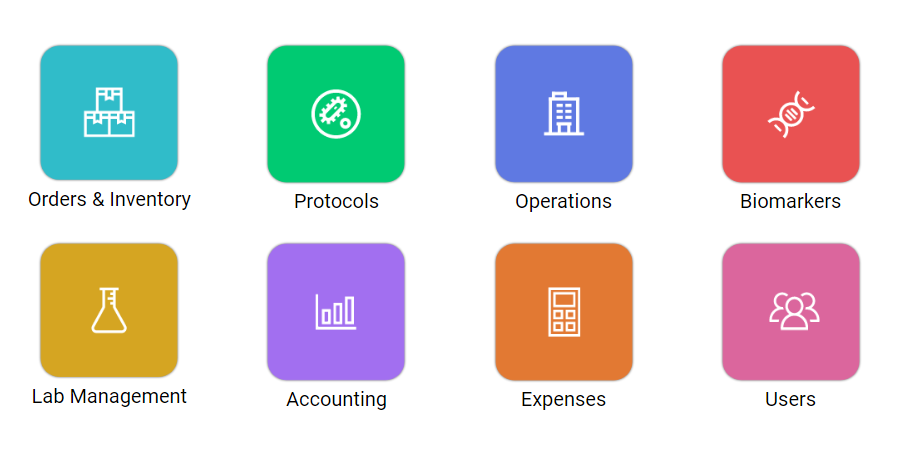 Orders & Inventory
Protocols
Operations
Biomarkers
Lab Management
Accounting
Expenses
Users